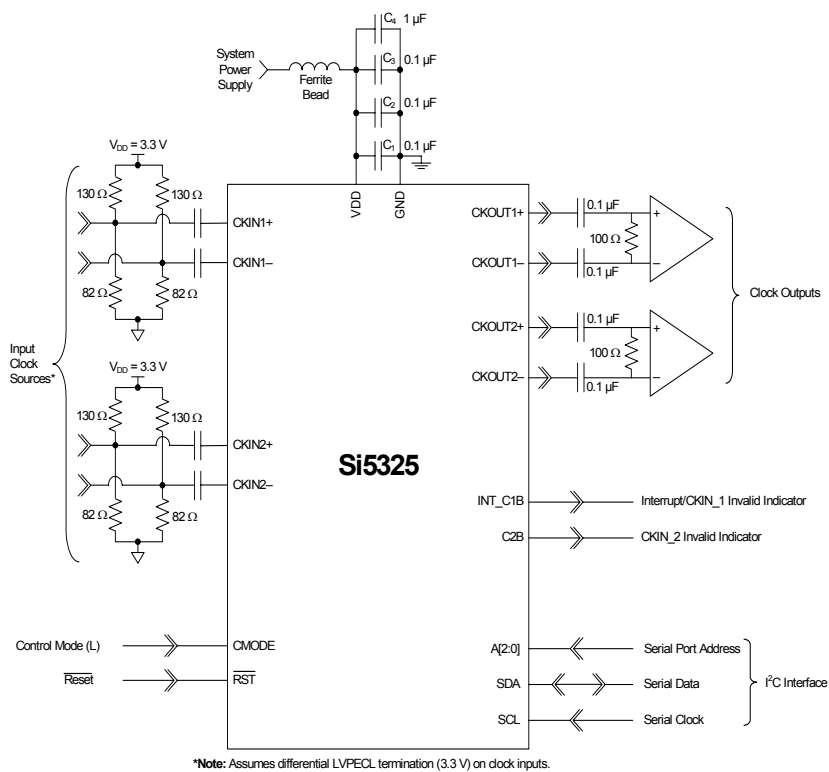 C4 1 µF
System
Power
Supply
Ferrite
Bead
C3 0.1 µF
C2 0.1 µF
C1 0.1 µF
VDD = 3.3 V
130 Ω
130 Ω
82 Ω
82 Ω
VDD
GND
CKIN1+
CKIN1–
CKOUT1+
CKOUT1–
0.1 µF
100 Ω
0.1 µF
+
–
CKOUT2+
CKOUT2–
0.1 µF
100 Ω
0.1 µF
+
–
Clock Outputs
Input
Clock
Sources*
VDD = 3.3 V
130 Ω
130 Ω
82 Ω
82 Ω
CKIN2+
CKIN2–
Si5325
INT_C1B
Interrupt/CKIN_1 Invalid Indicator
C2B
CKIN_2 Invalid Indicator
Control Mode (L)
CMODE
Reset
RST
A[2:0]
Serial Port Address
SDA
Serial Data
SCL
Serial Clock
I²C Interface
*Note: Assumes differential LVPECL termination (3.3 V) on clock inputs.